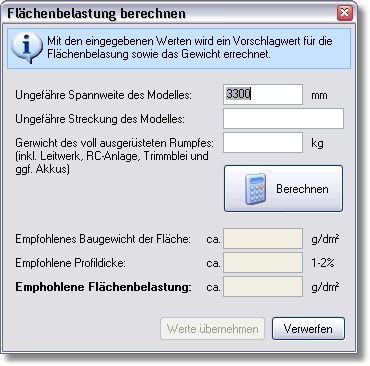 Flächenbelastung berechnen
Mit den eingegebenen Werten wird ein Vorschlagwert für die
Flächenbelasung sowie das Gewicht errechnet.
Ungefähre Spannweite des Modelles: 3300 mm
Ungefähre Streckung des Modelles:
Gerwicht des voll ausgerüsteten Rumpfes: kg
(inkl. Leitwerk, RC-Anlage, Trimmblei und
ggf. Akkus)
Berechnen
Empfohlenes Baugewicht der Fläche: ca. g/dm²
Empfohlene Profildicke: ca. 1-2%
Emphohlene Flächenbelastung: ca. g/dm²
Werte übernehmen Verwerfen